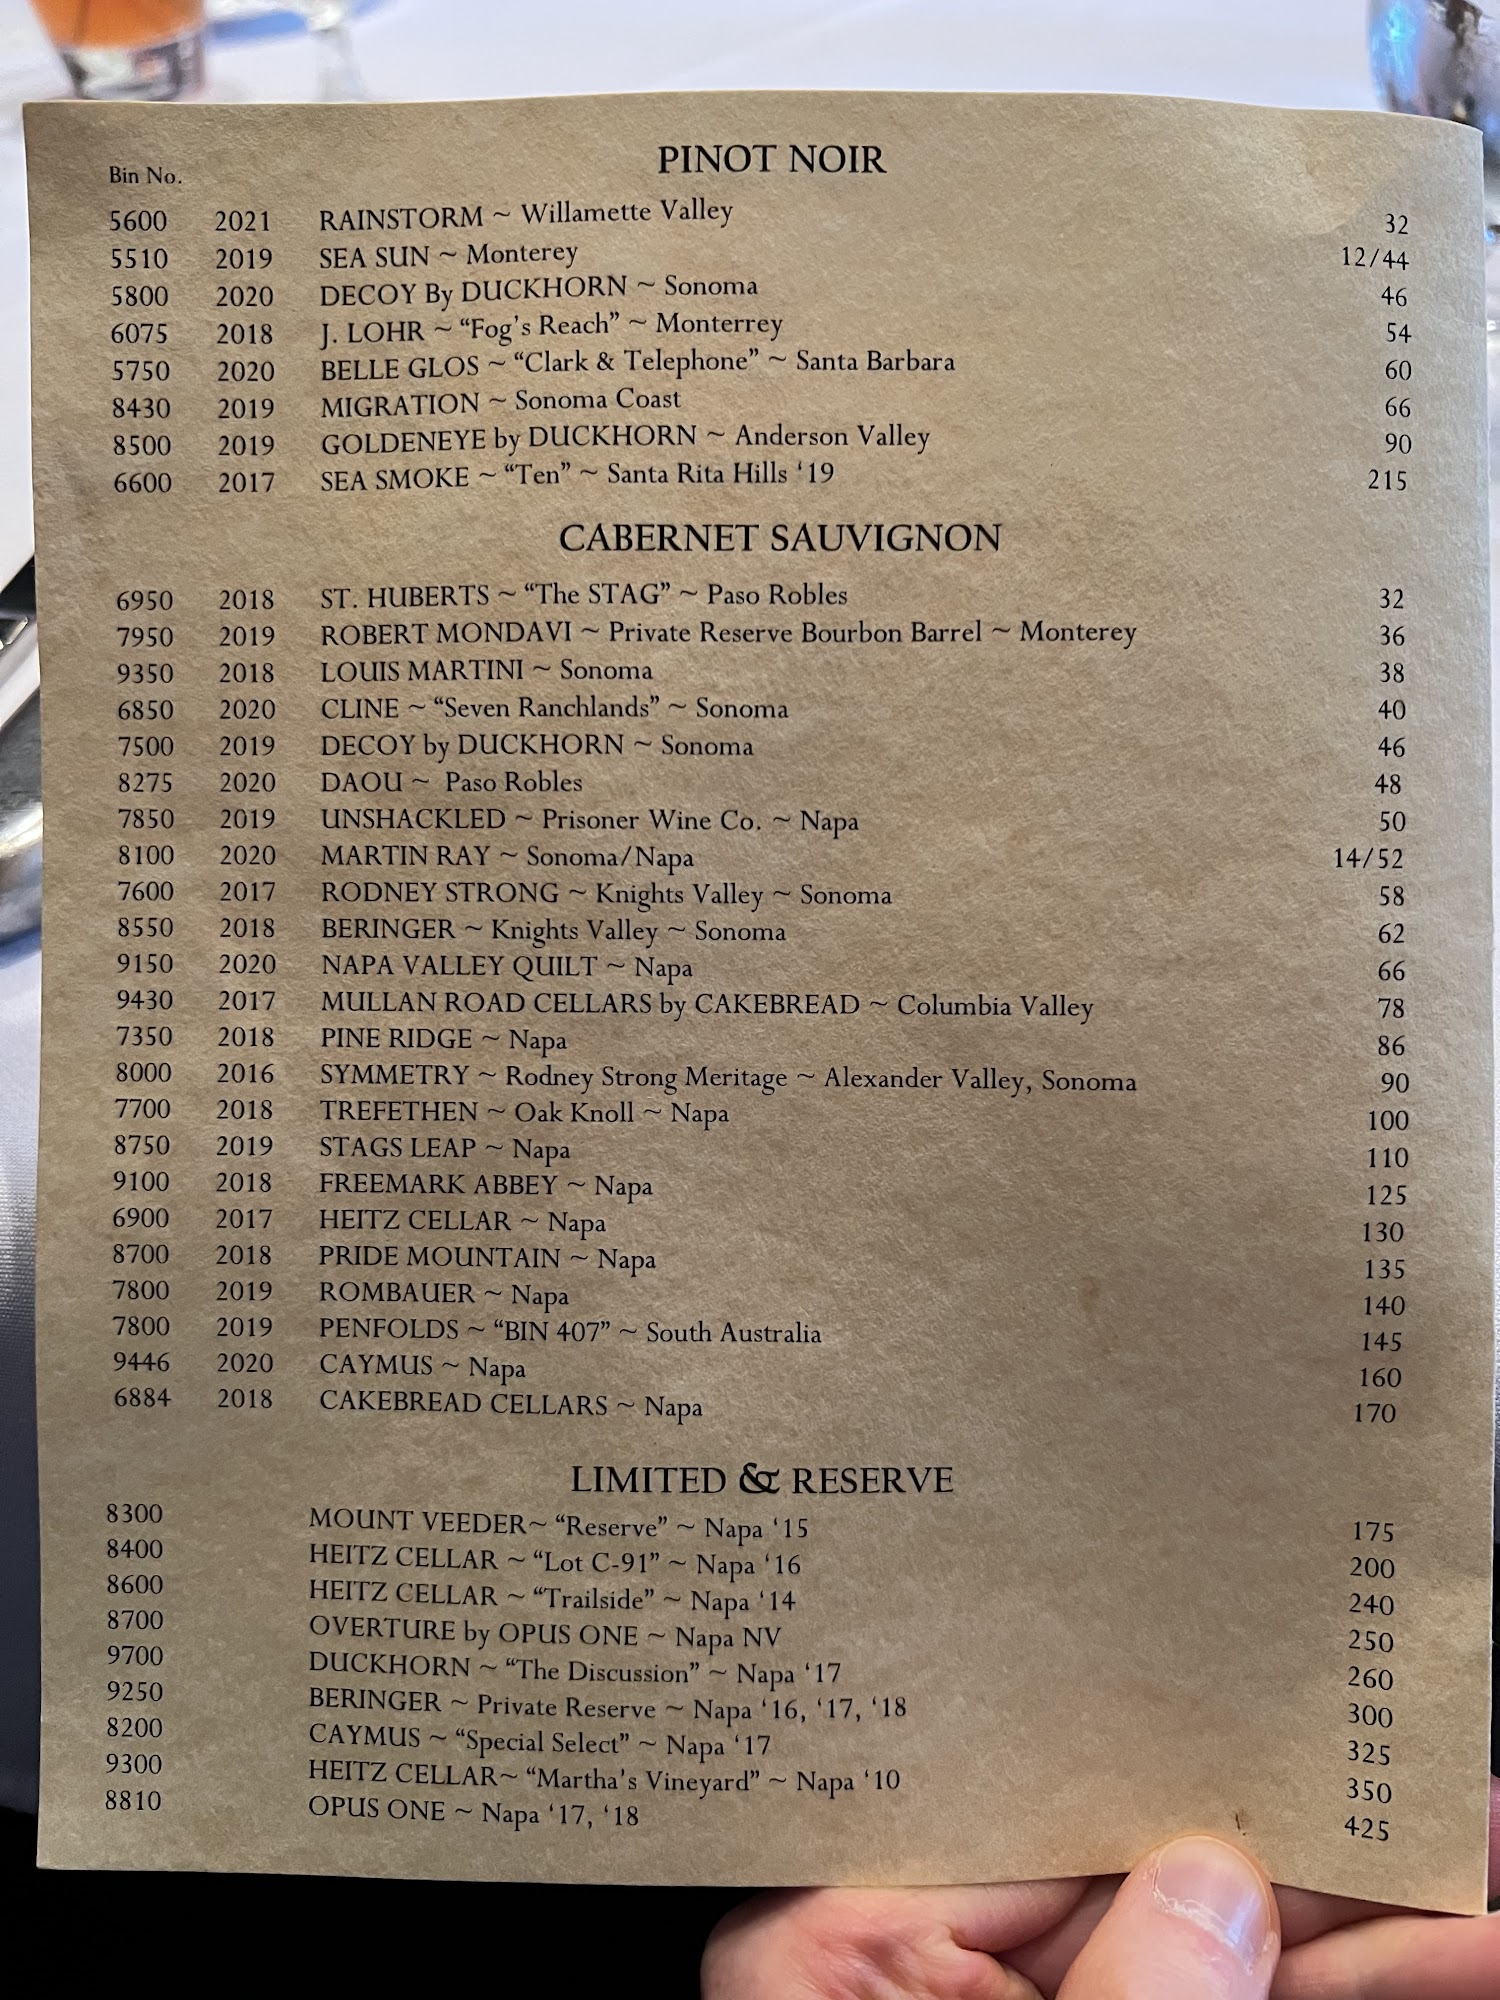 PINOT NOIR
Bin No.
5600 2021 RAINSTORM ~ Willamette Valley 32
5510 2019 SEA SUN ~ Monterey 12/44
5800 2020 DECOY By DUCKHORN ~ Sonoma 46
6075 2018 J. LOHR ~ “Fog's Reach” ~ Monterrey 54
5750 2020 BELLE GLOS ~ “Clark & Telephone” ~ Santa Barbara 60
8430 2019 MIGRATION ~ Sonoma Coast 66
8500 2019 GOLDENEYE by DUCKHORN ~ Anderson Valley 90
6600 2017 SEA SMOKE ~ “Ten” ~ Santa Rita Hills ‘19 215
CABERNET SAUVIGNON
6950 2018 ST. HUBERTS ~ “The STAG” ~ Paso Robles 32
7950 2019 ROBERT MONDAVI ~ Private Reserve Bourbon Barrel ~ Monterey 36
9350 2018 LOUIS MARTINI ~ Sonoma 38
6850 2020 CLINE ~ “Seven Ranchlands” ~ Sonoma 40
7500 2019 DECOY by DUCKHORN ~ Sonoma 46
8275 2020 DAOU ~ Paso Robles 48
7850 2019 UNSHACKLED ~ Prisoner Wine Co. ~ Napa 50
8100 2020 MARTIN RAY ~ Sonoma/Napa 14/52
7600 2017 RODNEY STRONG ~ Knights Valley ~ Sonoma 58
8550 2018 BERINGER ~ Knights Valley ~ Sonoma 62
9150 2020 NAPA VALLEY QUILT ~ Napa 66
9430 2017 MULLAN ROAD CELLARS by CAKEBREAD ~ Columbia Valley 78
7350 2018 PINE RIDGE ~ Napa 86
8000 2016 SYMMETRY ~ Rodney Strong Meritage ~ Alexander Valley, Sonoma 90
7700 2018 TREFETHEN ~ Oak Knoll ~ Napa 100
8750 2019 STAGS LEAP ~ Napa 110
9100 2018 FREEMARK ABBEY ~ Napa 125
6900 2017 HEITZ CELLAR ~ Napa 130
8700 2018 PRIDE MOUNTAIN ~ Napa 135
7800 2019 ROMBAUER ~ Napa 140
7800 2019 PENFOLDS ~ “BIN 407” ~ South Australia 145
9446 2020 CAYMUS ~ Napa 160
6884 2018 CAKEBREAD CELLARS ~ Napa 170
LIMITED & RESERVE
8300 MOUNT VEEDER~ “Reserve” ~ Napa ‘15 175
8400 HEITZ CELLAR ~ “Lot C-91” ~ Napa ‘16 200
8600 HEITZ CELLAR ~ “Trailside” ~ Napa ‘14 240
8700 OVERTURE by OPUS ONE ~ Napa NV 250
9700 DUCKHORN ~ “The Discussion” ~ Napa ‘17 260
9250 BERINGER ~ Private Reserve ~ Napa ‘16, ‘17, ‘18 300
8200 CAYMUS ~ “Special Select” ~ Napa ‘17 325
9300 HEITZ CELLAR~ “Martha's Vineyard” ~ Napa ‘10 350
8810 OPUS ONE ~ Napa ‘17, ‘18 425